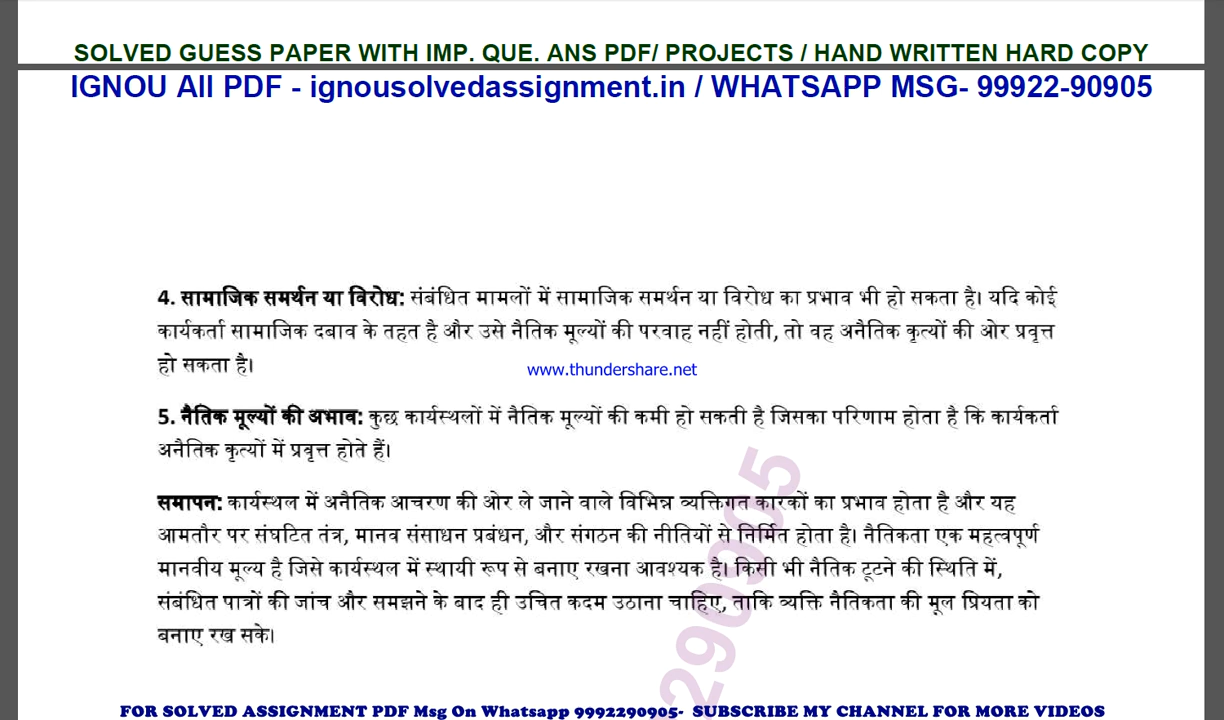 SOLVED GUESS PAPER WITH IMP. QUE. ANS PDF/ PROJECTS / HAND WRITTEN HARD COPY
IGNOU All PDF - ignousolvedassignment.in / WHATSAPP MSG- 99922-90905
4. सामाजिक समर्थन या विरोध: संबंधित मामलों में सामाजिक समर्थन या विरोध का प्रभाव भी हो सकता है। यदि कोई
कार्यकर्ता सामाजिक दबाव के तहत है और उसे नैतिक मूल्यों की परवाह नहीं होती, तो वह अनैतिक कृत्यों की ओर प्रवृत्त
हो सकता है।
www.thundershare.net
5. नैतिक मूल्यों की अभाव: कुछ कार्यस्थलों में नैतिक मूल्यों की कमी हो सकती है जिसका परिणाम होता है कि कार्यकर्ता
अनैतिक कृत्यों में प्रवृत्त होते हैं।
समापन: कार्यस्थल में अनैतिक आचरण की ओर ले जाने वाले विभिन्न व्यक्तिगत कारकों का प्रभाव होता है और यह
आमतौर पर संघटित तंत्र, मानव संसाधन प्रबंधन, और संगठन की नीतियों से निर्मित होता है। नैतिकता एक महत्वपूर्ण
मानवीय मूल्य है जिसे कार्यस्थल में स्थायी रूप से बनाए रखना आवश्यक है। किसी भी नैतिक टूटने की स्थिति में,
संबंधित पात्रों की जांच और समझने के बाद ही उचित कदम उठाना चाहिए, ताकि व्यक्ति नैतिकता की मूल प्रियता को
बनाए रख सके।
290905
FOR SOLVED ASSIGNMENT PDF Msg On Whatsapp 9992290905- SUBSCRIBE MY CHANNEL FOR MORE VIDEOS